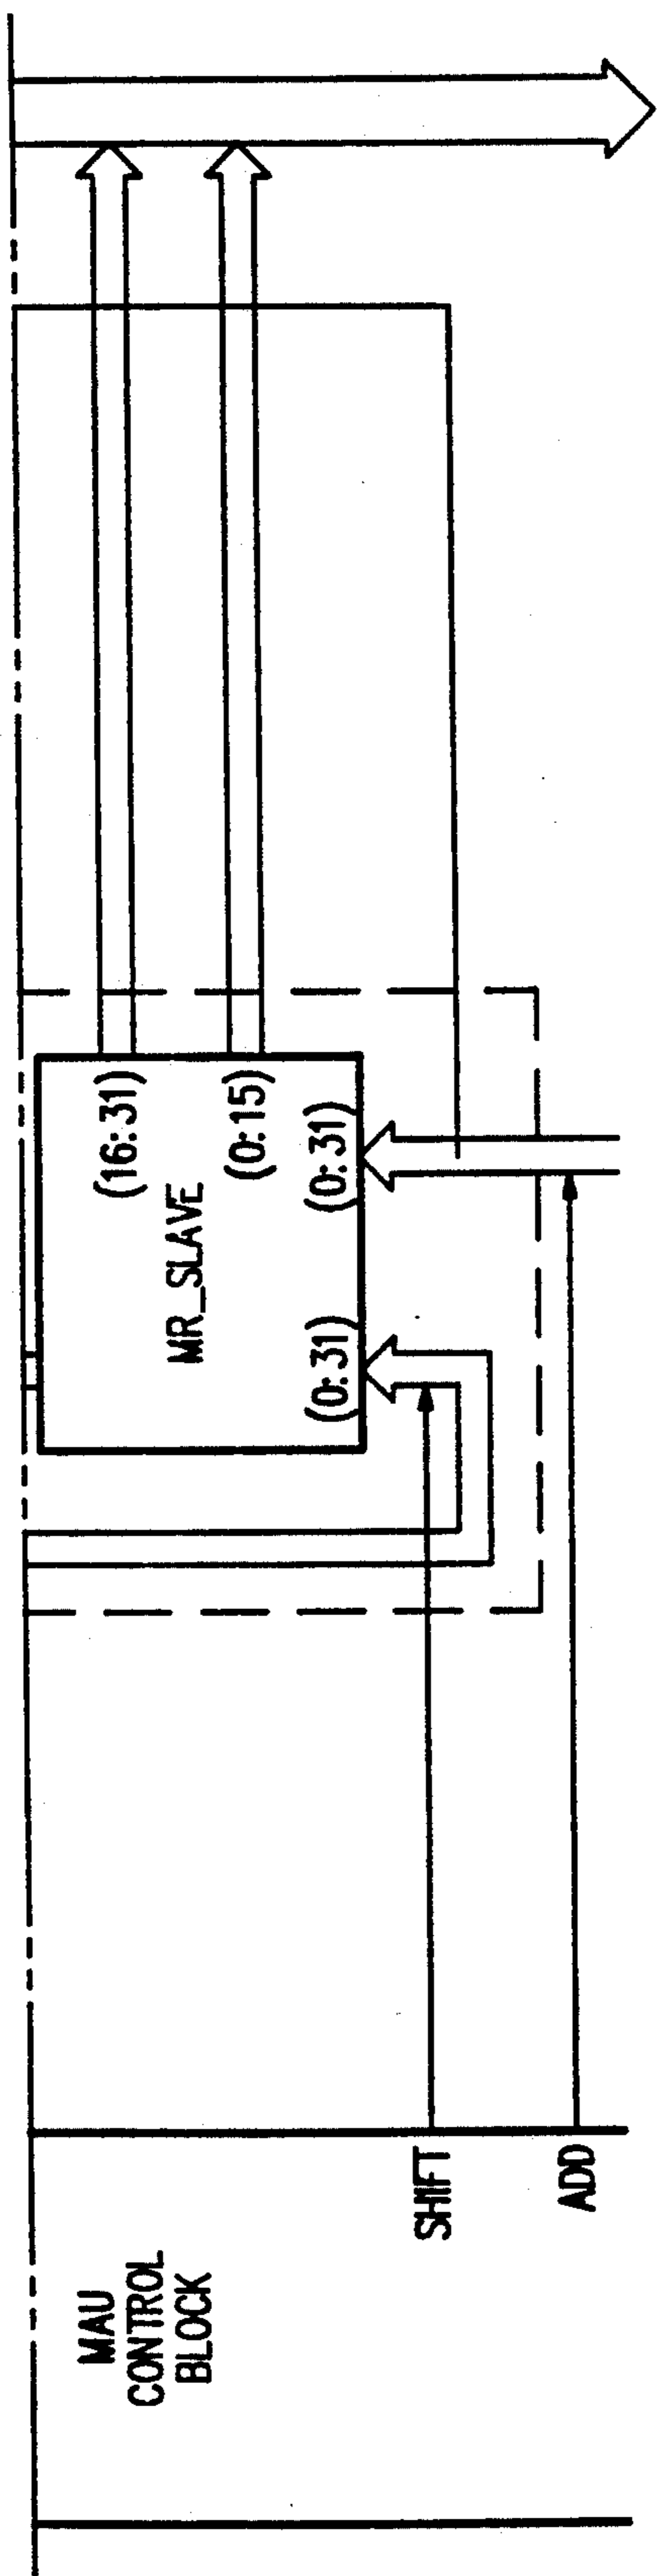 MAU
CONTROL
BLOCK
SHIFT
ADD
MR_SLAVE
(0:31)
(0:31)
(16:31)
(0:15)